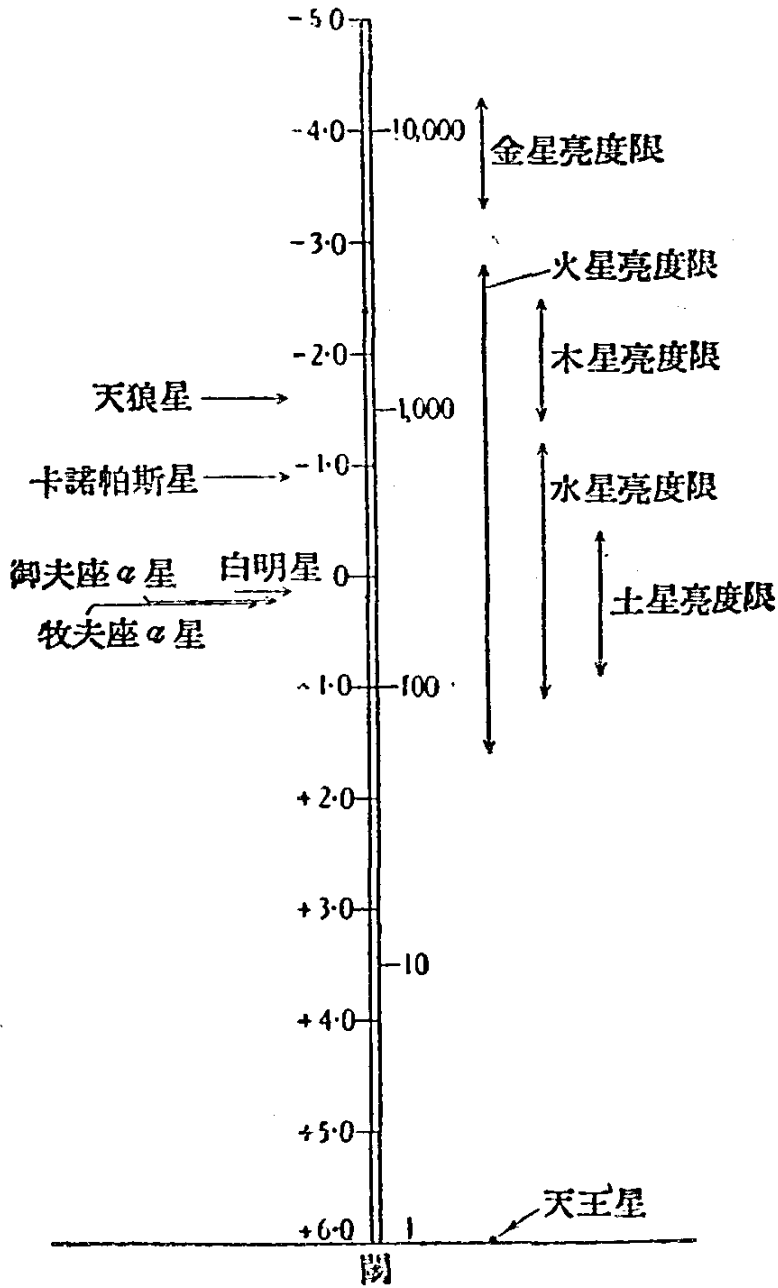 -5·0
-4·0
10,000
金星亮度限
-3·0
火星亮度限
-2·0
木星亮度限
天狼星
1,000
-1·0
卡諾帕斯星
水星亮度限
御夫座α星
白明星
0
牧夫座α星
土星亮度限
-1·0
100
+2·0
+3·0
10
+4·0
+5·0
天王星
+6·0
1
閾